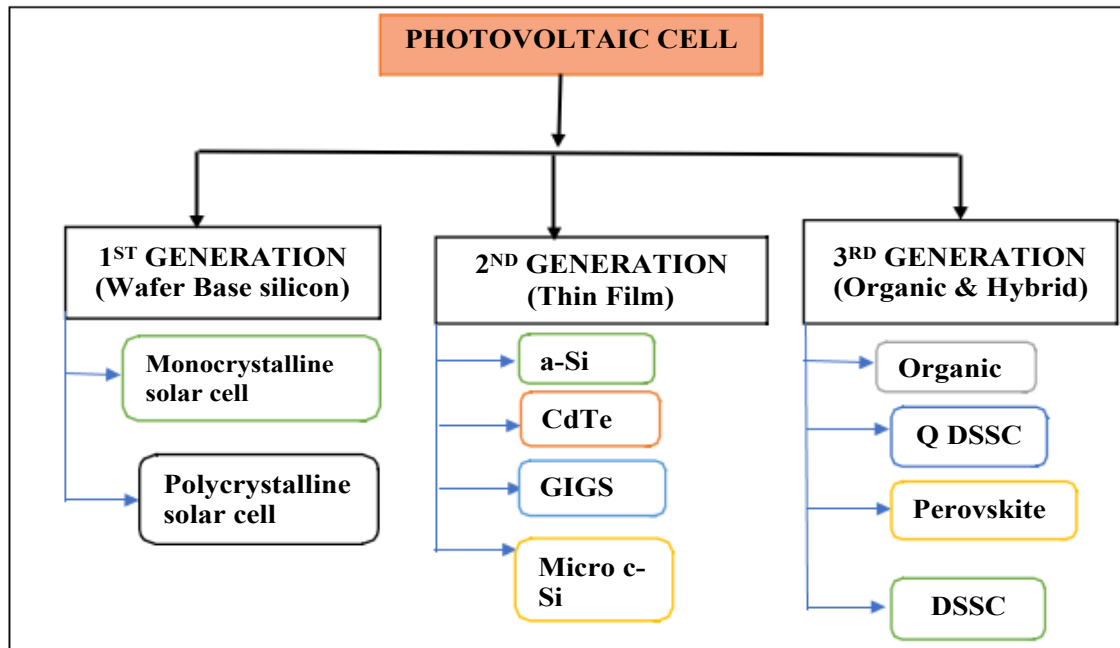 PHOTOVOLTAIC CELL
1ST GENERATION
(Wafer Base silicon)
Monocrystalline
solar cell
Polycrystalline
solar cell
2ND GENERATION
(Thin Film)
a-Si
CdTe
GIGS
Micro c-
Si
3RD GENERATION
(Organic & Hybrid)
Organic
Q DSSC
Perovskite
DSSC